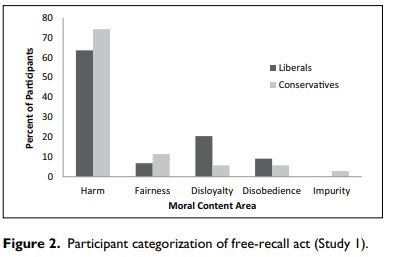 80
70
60
50
40
30
20
10
0
Percent of Participants
Liberals
Conservatives
Harm Fairness Disloyalty Disobedience Impurity
Moral Content Area
Figure 2. Participant categorization of free-recall act (Study 1).